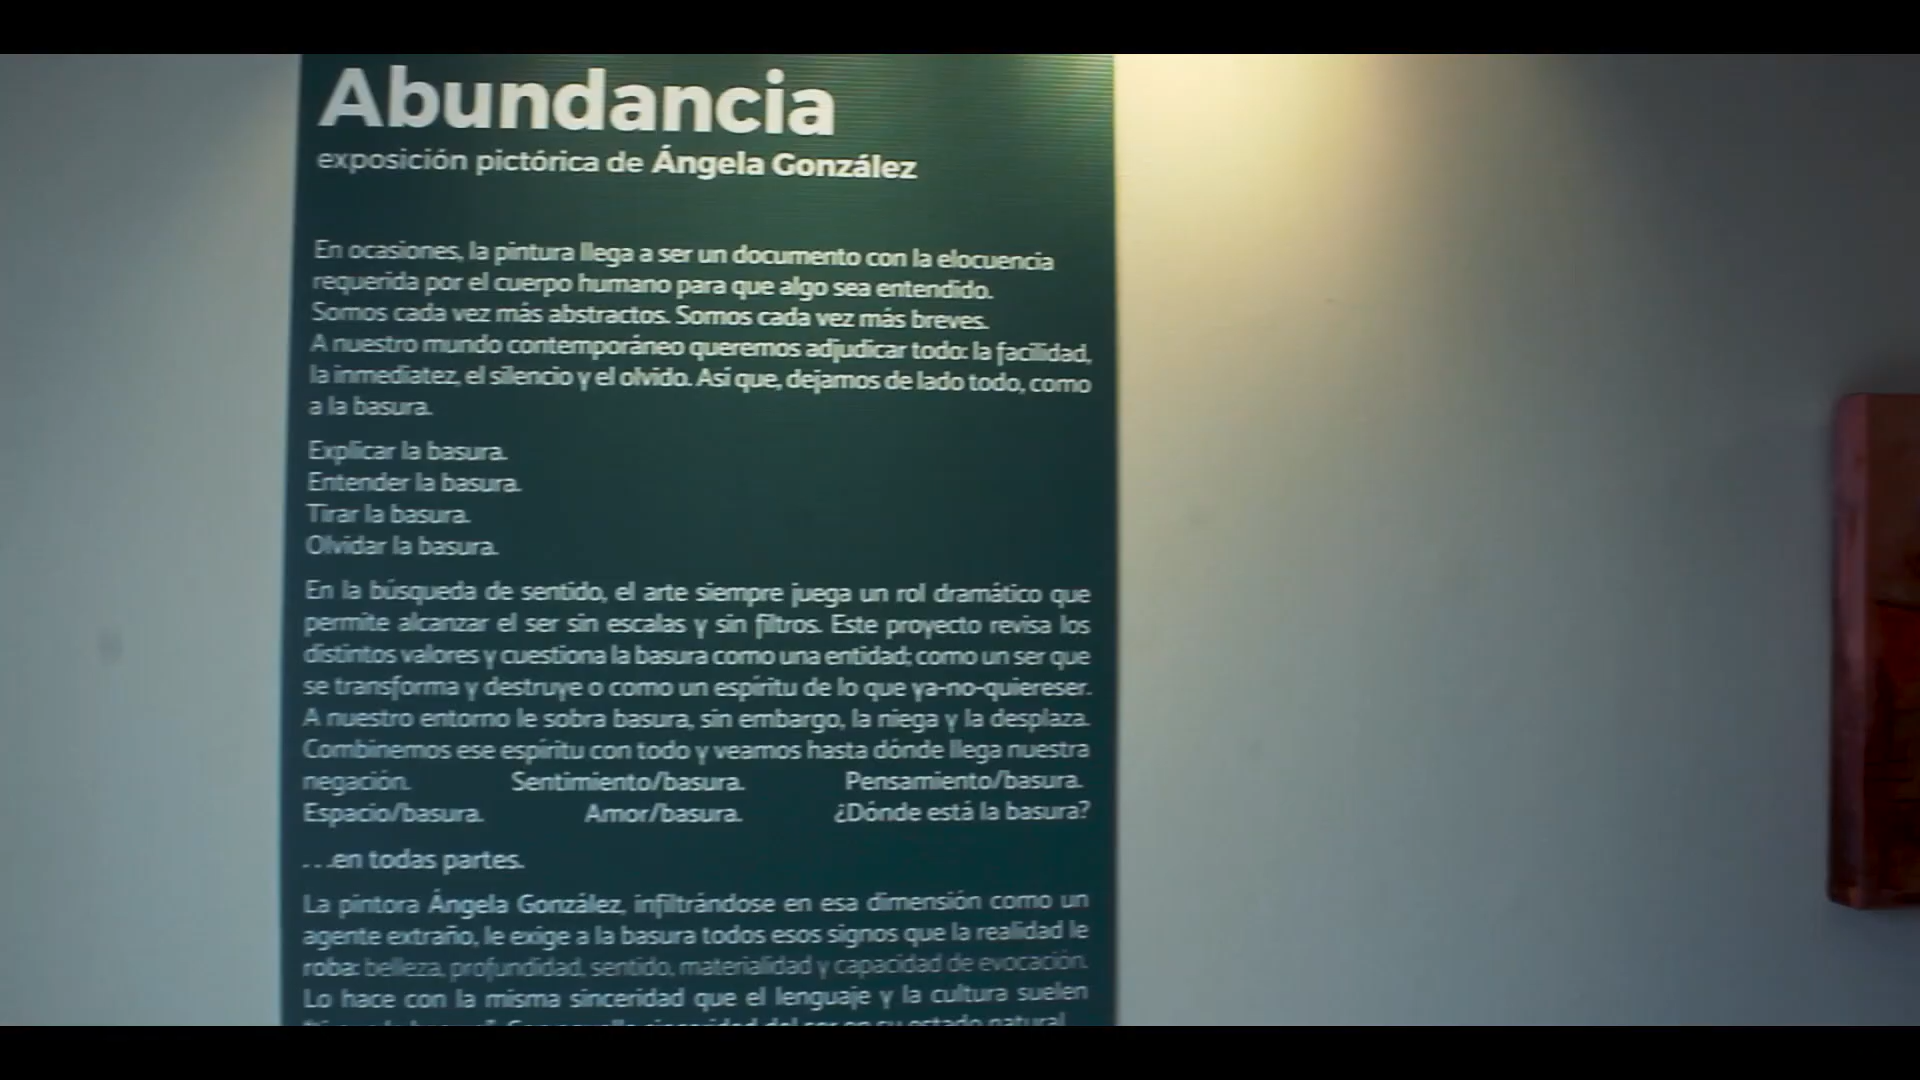 Abundancia
exposición pictórica de Ángela González
En ocasiones, la pintura llega a ser un documento con la elocuencia
requerida por el cuerpo humano para que algo sea entendido.
Somos cada vez más abstractos. Somos cada vez más breves.
A nuestro mundo contemporáneo queremos adjudicar todo: la facilidad,
la inmediatez, el silencio y el olvido. Así que, dejamos de lado todo, como
a la basura.
Explicar la basura.
Entender la basura.
Tirar la basura.
Olvidar la basura.
En la búsqueda de sentido, el arte siempre juega un rol dramático que
permite alcanzar el ser sin escalas y sin filtros. Este proyecto revisa los
distintos valores y cuestiona la basura como una entidad; como un ser que
se transforma y destruye o como un espíritu de lo que ya-no-quiereser.
A nuestro entorno le sobra basura, sin embargo, la niega y la desplaza.
Combinemos ese espíritu con todo y veamos hasta dónde llega nuestra
negación. Sentimiento/basura. Pensamiento/basura.
Espacio/basura. Amor/basura. ¿Dónde está la basura?
...en todas partes.
La pintora Ángela González, infiltrándose en esa dimensión como un
agente extraño, le exige a la basura todos esos signos que la realidad le
roba: belleza, profundidad, sentido, materialidad y capacidad de evocación.
Lo hace con la misma sinceridad que el lenguaje y la cultura suelen
sinceridad del ser en su estado natural